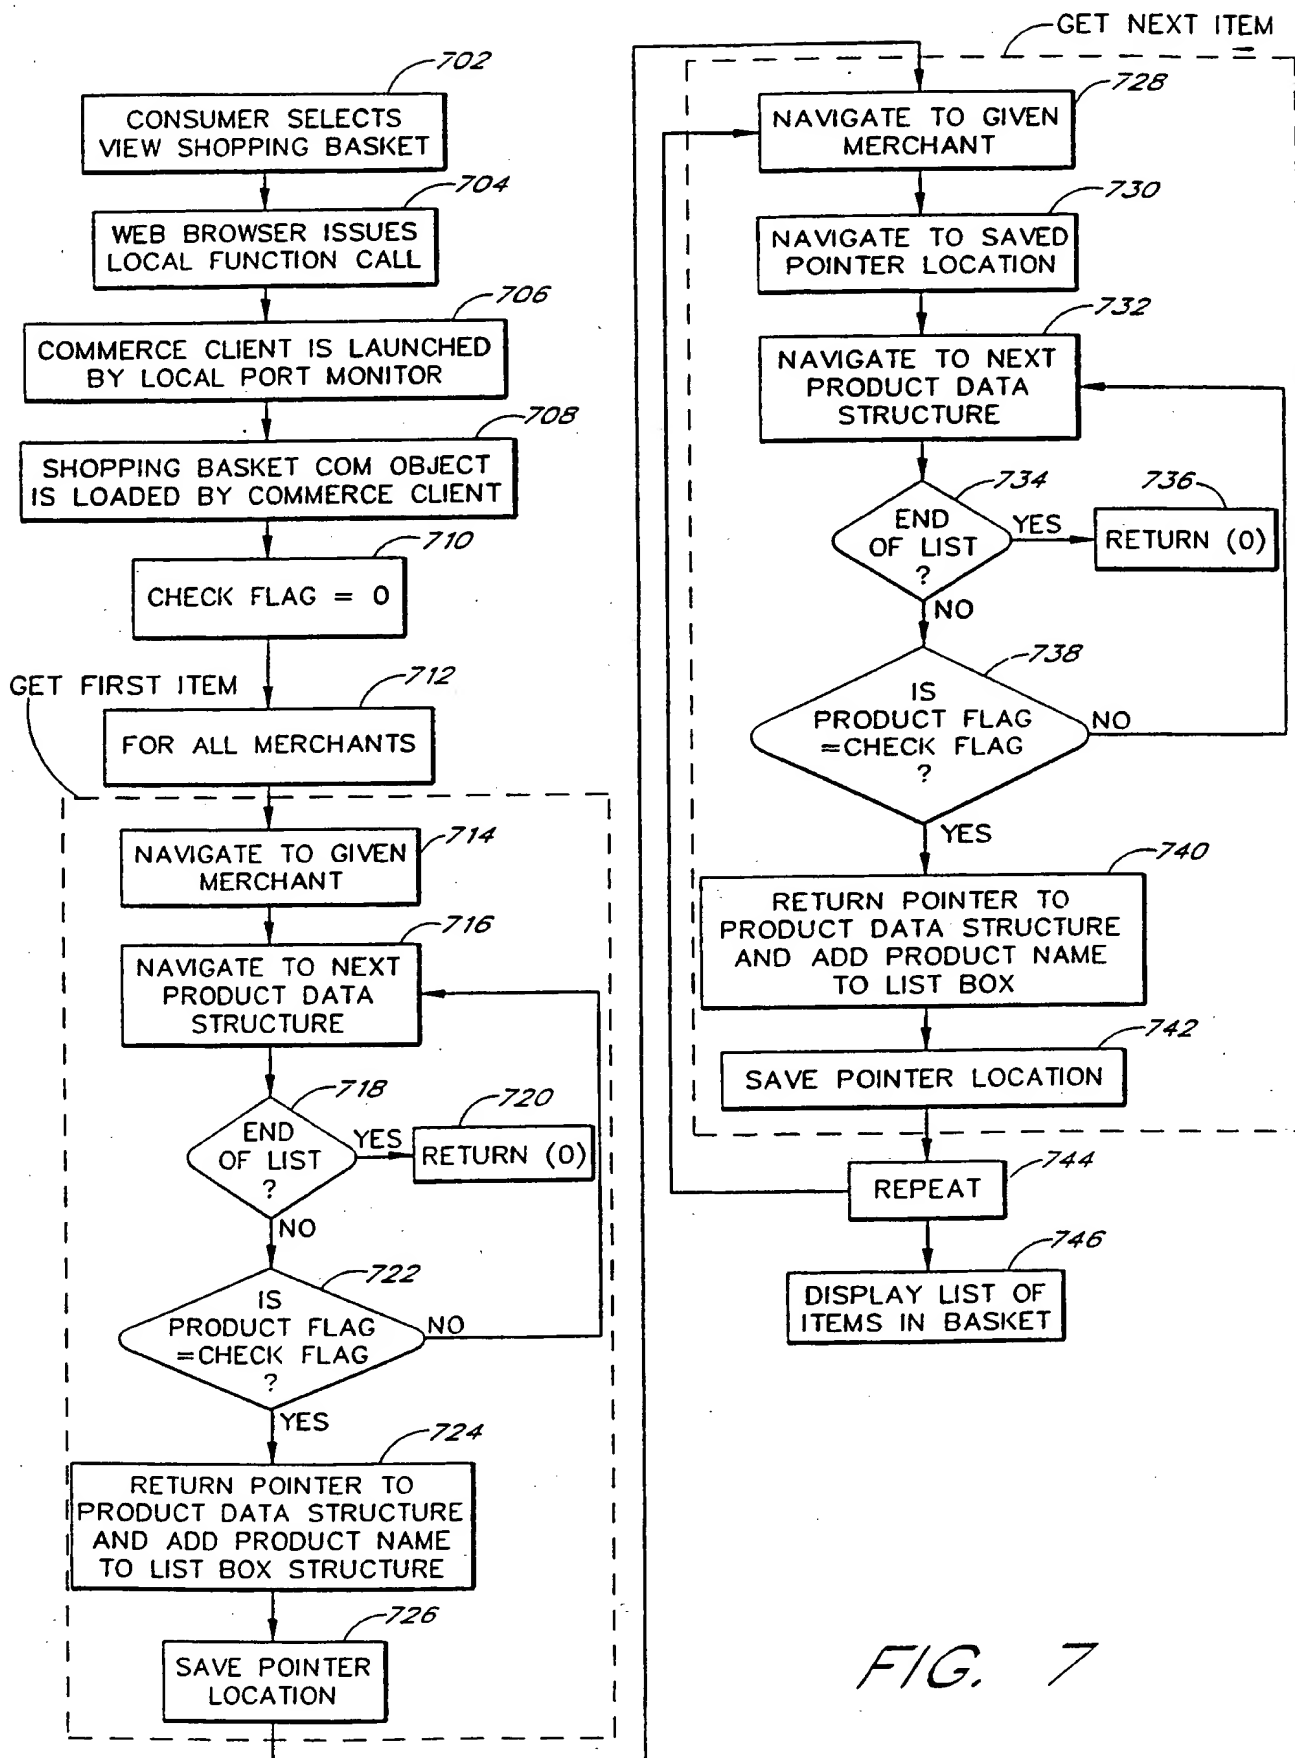 702
CONSUMER SELECTS
VIEW SHOPPING BASKET
704
WEB BROWSER ISSUES
LOCAL FUNCTION CALL
706
COMMERCE CLIENT IS LAUNCHED
BY LOCAL PORT MONITOR
708
SHOPPING BASKET COM OBJECT
IS LOADED BY COMMERCE CLIENT
710
CHECK FLAG = 0
GET FIRST ITEM
712
FOR ALL MERCHANTS
714
NAVIGATE TO GIVEN
MERCHANT
716
NAVIGATE TO NEXT
PRODUCT DATA
STRUCTURE
718
END
OF LIST
?
YES
720
RETURN (0)
NO
722
IS
PRODUCT FLAG
=CHECK FLAG
?
NO
YES
724
RETURN POINTER TO
PRODUCT DATA STRUCTURE
AND ADD PRODUCT NAME
TO LIST BOX STRUCTURE
726
SAVE POINTER
LOCATION
GET NEXT ITEM
728
NAVIGATE TO GIVEN
MERCHANT
730
NAVIGATE TO SAVED
POINTER LOCATION
732
NAVIGATE TO NEXT
PRODUCT DATA
STRUCTURE
734
END
OF LIST
?
YES
736
RETURN (0)
NO
738
IS
PRODUCT FLAG
=CHECK FLAG
?
NO
YES
740
RETURN POINTER TO
PRODUCT DATA STRUCTURE
AND ADD PRODUCT NAME
TO LIST BOX
742
SAVE POINTER LOCATION
744
REPEAT
746
DISPLAY LIST OF
ITEMS IN BASKET
FIG. 7